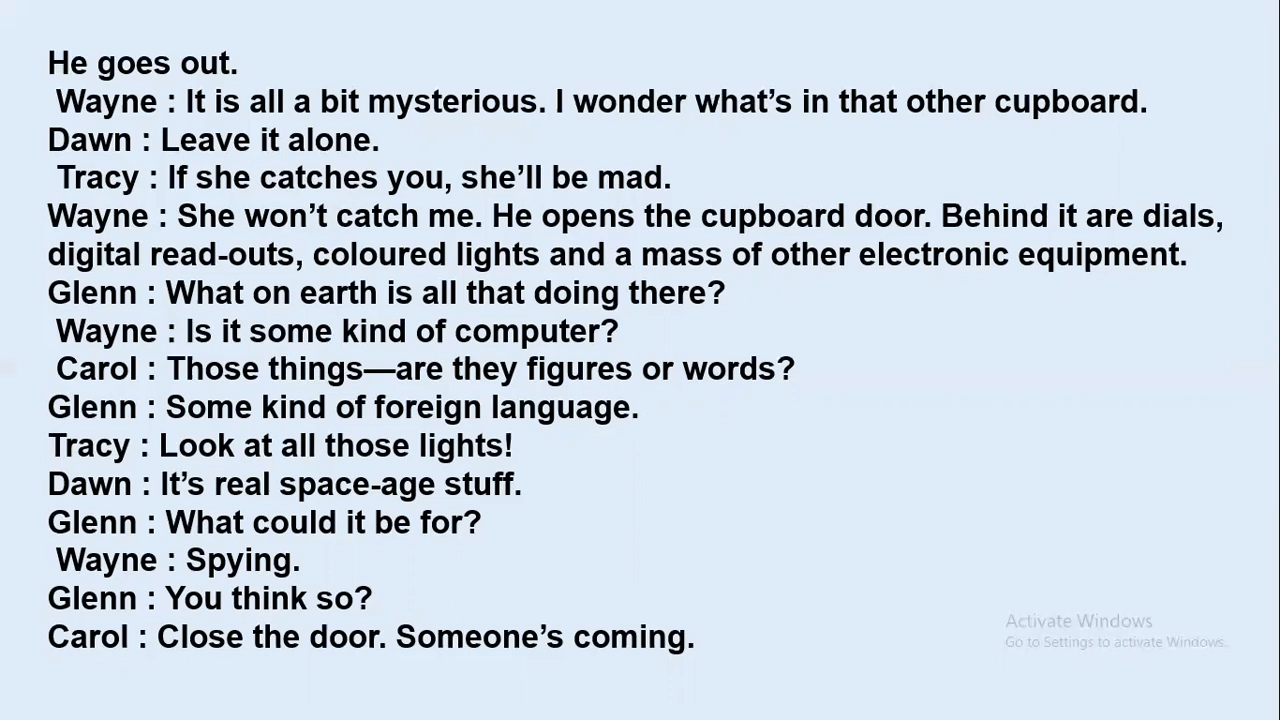 He goes out.
Wayne : It is all a bit mysterious. I wonder what’s in that other cupboard.
Dawn : Leave it alone.
Tracy : If she catches you, she’ll be mad.
Wayne : She won’t catch me. He opens the cupboard door. Behind it are dials,
digital read-outs, coloured lights and a mass of other electronic equipment.
Glenn : What on earth is all that doing there?
Wayne : Is it some kind of computer?
Carol : Those things—are they figures or words?
Glenn : Some kind of foreign language.
Tracy : Look at all those lights!
Dawn : It’s real space-age stuff.
Glenn : What could it be for?
Wayne : Spying.
Glenn : You think so?
Carol : Close the door. Someone’s coming.
Activate Windows
Go to Settings to activate Windows.